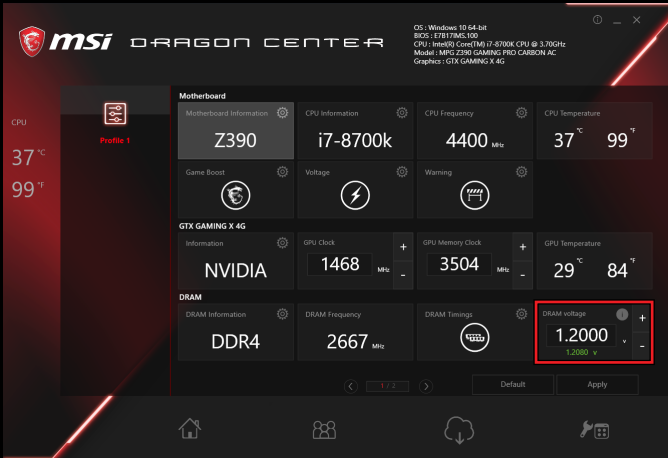 msi DRAGON CENTER
OS : Windows 10 64-bit
BIOS : E7B17IMS.100
CPU : Intel(R) Core(TM) i7-8700K CPU @ 3.70GHz
Model : MPG Z390 GAMING PRO CARBON AC
Graphics : GTX GAMING X 4G
CPU
37 °C
99 °F
Profile 1
Motherboard
Motherboard Information
Z390
CPU Information
i7-8700k
CPU Frequency
4400 MHz
CPU Temperature
37 °C 99 °F
Game Boost
Voltage
Warning
GTX GAMING X 4G
Information
NVIDIA
GPU Clock
1468 MHz
+
-
GPU Memory Clock
3504 MHz
+
-
GPU Temperature
29 °C 84 °F
DRAM
DRAM Information
DDR4
DRAM Frequency
2667 MHz
DRAM Timings
DRAM voltage
i
1.2000 v
1.2080 v
+
-
1 / 2
Default
Apply